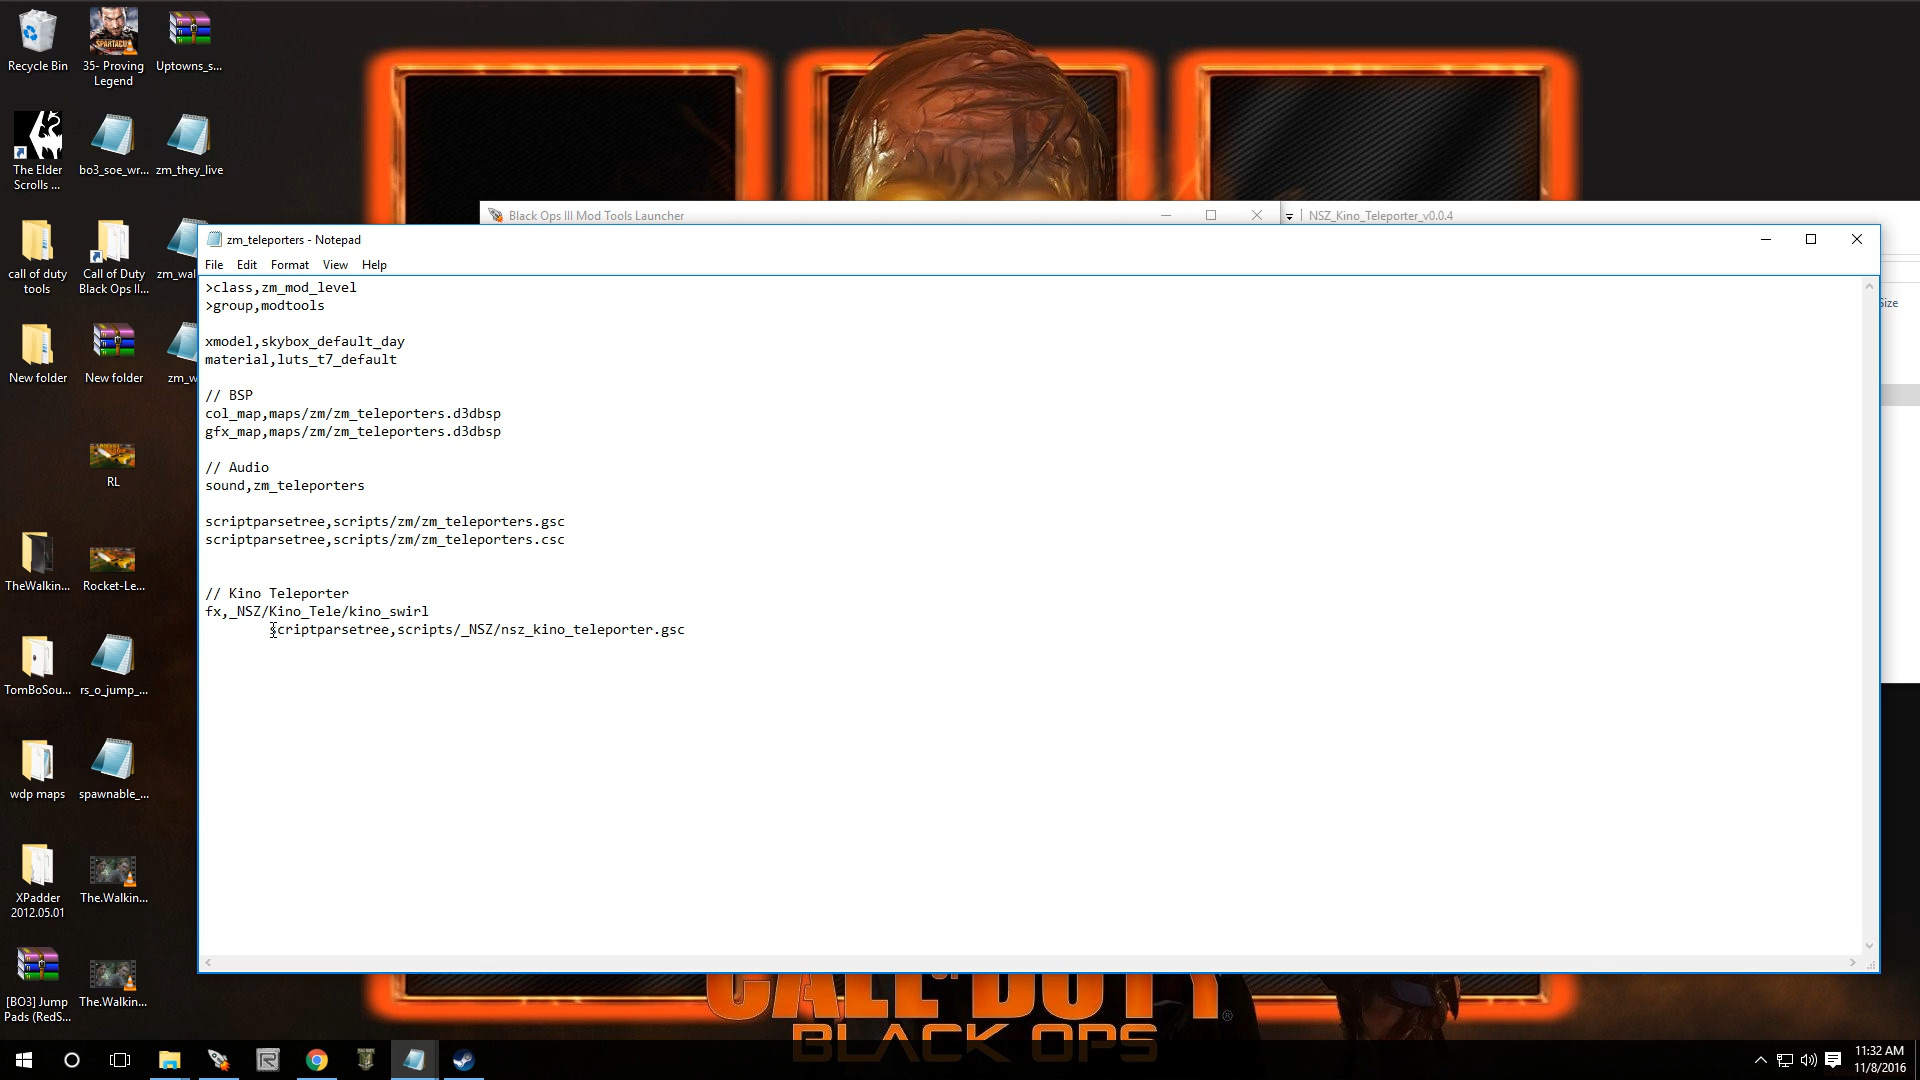 Recycle Bin
35- Proving Legend
SPARTACUS
Uptowns_s...
The Elder Scrolls ...
bo3_soe_wr...
zm_they_live
call of duty tools
Call of Duty Black Ops II...
zm_wal
New folder
New folder
zm_w
RL
TheWalkin...
Rocket-Le...
TomBoSou...
rs_o_jump_...
wdp maps
spawnable_...
XPadder 2012.05.01
The.Walkin...
[BO3] Jump Pads (RedS...
The.Walkin...
Black Ops III Mod Tools Launcher
NSZ_Kino_Teleporter_v0.0.4
Size
zm_teleporters - Notepad
File Edit Format View Help
>class,zm_mod_level
>group,modtools
xmodel,skybox_default_day
material,luts_t7_default
// BSP
col_map,maps/zm/zm_teleporters.d3dbsp
gfx_map,maps/zm/zm_teleporters.d3dbsp
// Audio
sound,zm_teleporters
scriptparsetree,scripts/zm/zm_teleporters.gsc
scriptparsetree,scripts/zm/zm_teleporters.csc
// Kino Teleporter
fx,_NSZ/Kino_Tele/kino_swirl
scriptparsetree,scripts/_NSZ/nsz_kino_teleporter.gsc
CALL OF DUTY
BLACK OPS
11:32 AM
11/8/2016